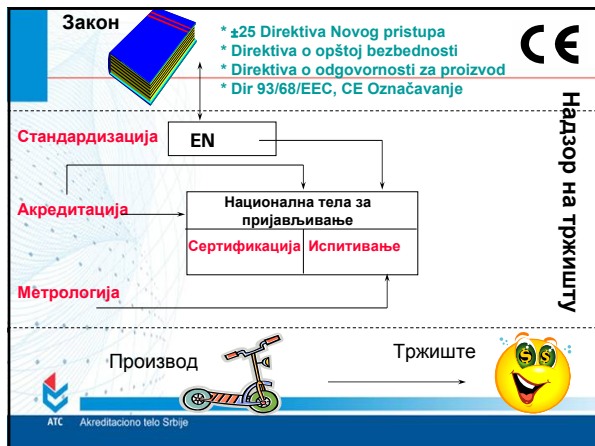 Закон
* ±25 Direktiva Novog pristupa
* Direktiva o opštoj bezbednosti
* Direktiva o odgovornosti za proizvod
* Dir 93/68/EEC, CE Označavanje
CE
Надзор на тржишту
Стандардизација
EN
Акредитација
Национална тела за
пријављивање
Сертификација
Испитивање
Метрологија
Производ
Тржиште
$ $
ATC
Akreditaciono telo Srbije